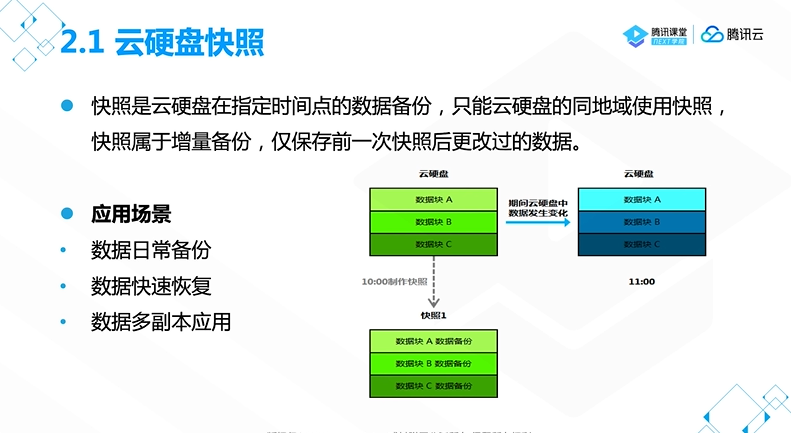 2.1 云硬盘快照
腾讯课堂
NEXT学院
腾讯云
快照是云硬盘在指定时间点的数据备份，只能云硬盘的同地域使用快照，
快照属于增量备份，仅保存前一次快照后更改过的数据。
应用场景
数据日常备份
数据快速恢复
数据多副本应用
云硬盘
数据块 A
数据块 B
数据块 C
期间云硬盘中
数据发生变化
云硬盘
数据块 A
数据块 B
数据块 C
10:00制作快照
11:00
快照1
数据块 A 数据备份
数据块 B 数据备份
数据块 C 数据备份